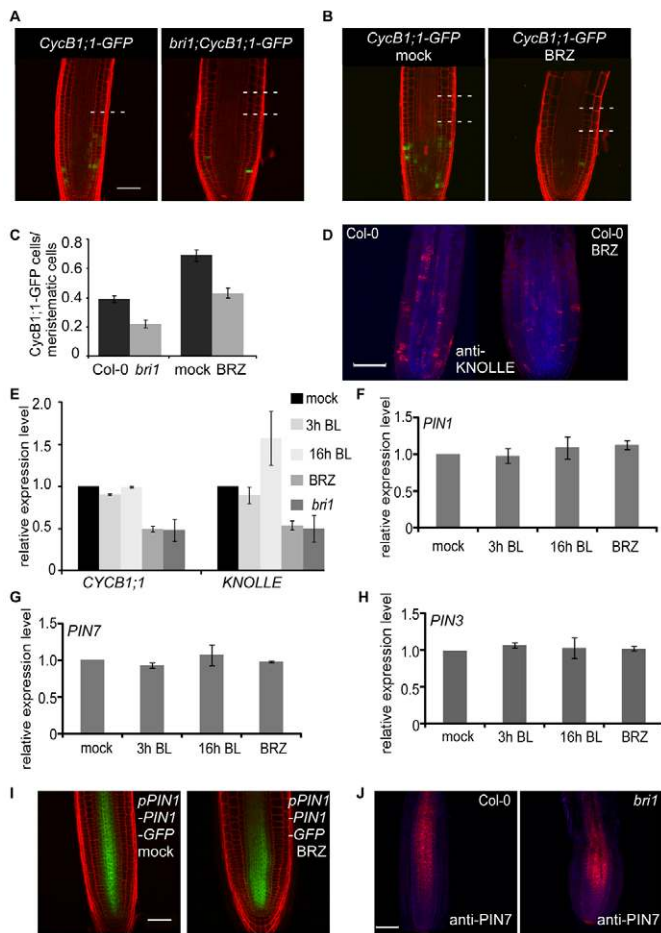 A
CycB1;1-GFP
bri1;CycB1;1-GFP
B
CycB1;1-GFP
mock
CycB1;1-GFP
BRZ
C
CycB1;1-GFP cells/
meristematic cells
0.8
0.6
0.4
0.2
0
Col-0 bri1
mock BRZ
D
Col-0
Col-0
BRZ
anti-
KNOLLE
E
relative expression level
2.0
1.5
1.0
0.5
0
mock
3h BL
16h BL
BRZ
bri1
CYCB1;1
KNOLLE
F
PIN1
relative expression level
1.5
1.0
0.5
0
mock
3h BL
16h BL
BRZ
G
PIN7
relative expression level
1.5
1.0
0.5
0
mock
3h BL
16h BL
BRZ
H
PIN3
relative expression level
1.5
1.0
0.5
0
mock
3h BL
16h BL
BRZ
I
pPIN1
-PIN1
-GFP
mock
pPIN1
-PIN1
-GFP
BRZ
J
Col-0
anti-PIN7
bri1
anti-PIN7